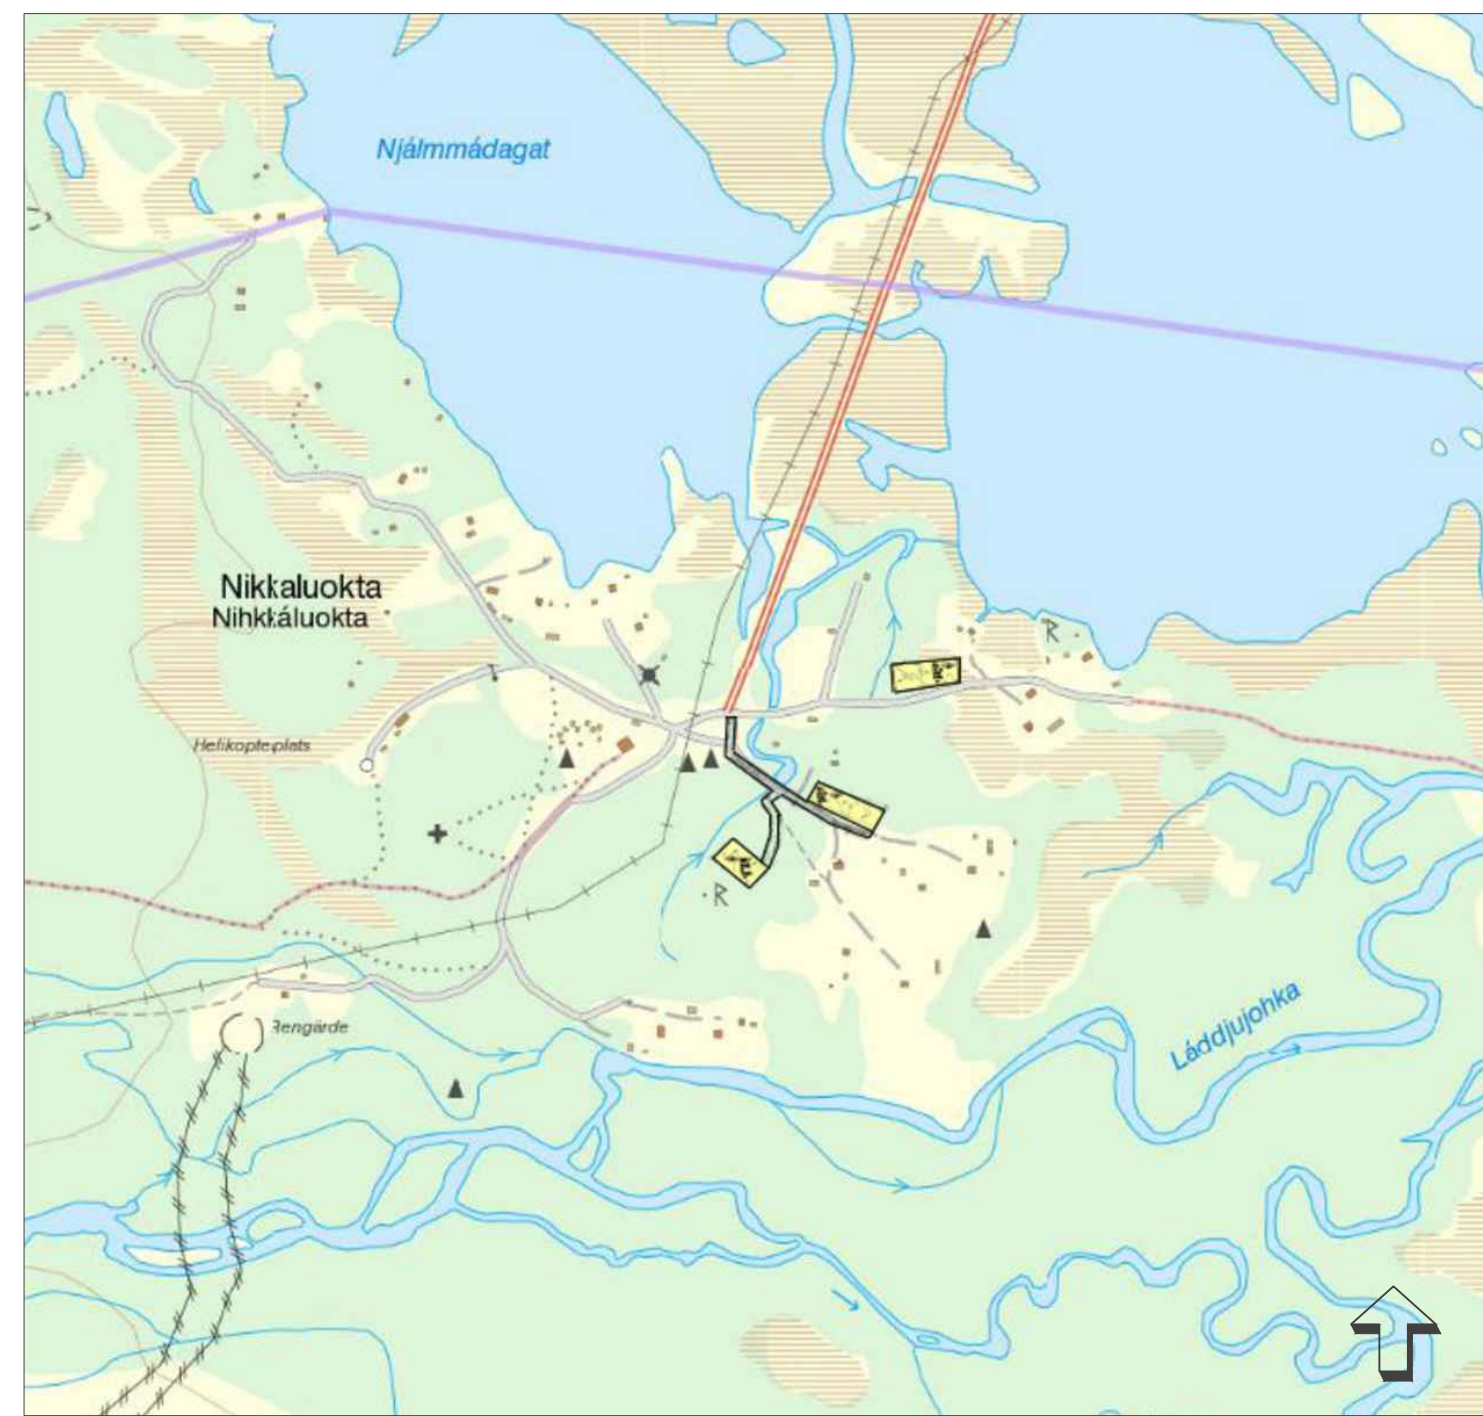 Njálmmádagat
Nikkaluokta
Nihkkáluokta
R
Helikopterplats
R
Láddjujohka
Rengärde